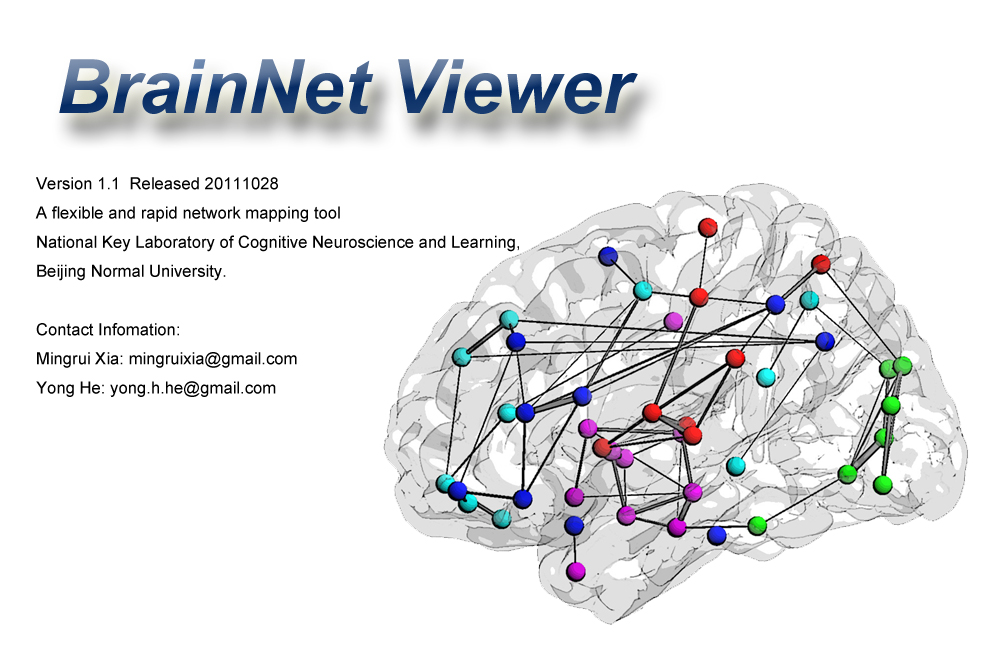 BrainNet Viewer
Version 1.1  Released 20111028
A flexible and rapid network mapping tool
National Key Laboratory of Cognitive Neuroscience and Learning,
Beijing Normal University.
Contact Infomation:
Mingrui Xia: mingruixia@gmail.com
Yong He: yong.h.he@gmail.com